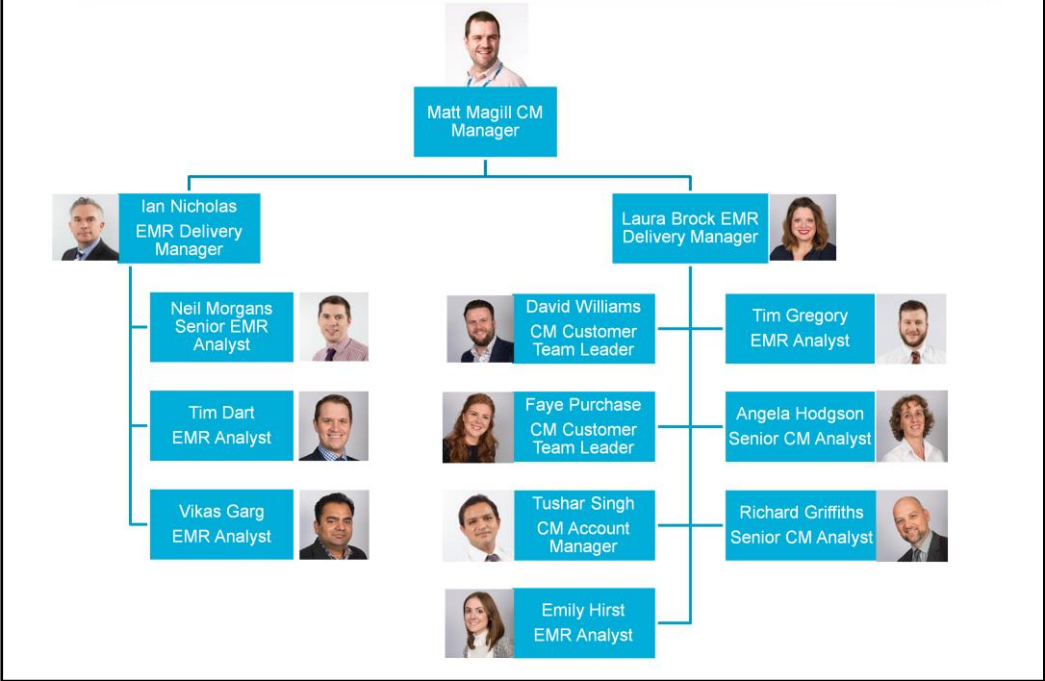 Matt Magill CM
Manager
Ian Nicholas
EMR Delivery
Manager
Laura Brock EMR
Delivery Manager
Neil Morgans
Senior EMR
Analyst
David Williams
CM Customer
Team Leader
Tim Gregory
EMR Analyst
Tim Dart
EMR Analyst
Faye Purchase
CM Customer
Team Leader
Angela Hodgson
Senior CM Analyst
Vikas Garg
EMR Analyst
Tushar Singh
CM Account
Manager
Richard Griffiths
Senior CM Analyst
Emily Hirst
EMR Analyst